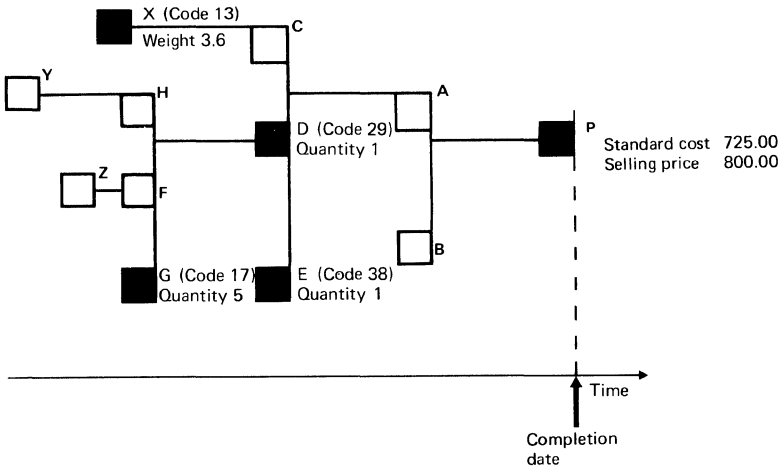 X (Code 13)
Weight 3.6
C
Y
H
A
D (Code 29)
Quantity 1
P
Standard cost 725.00
Selling price 800.00
Z
F
B
G (Code 17)
Quantity 5
E (Code 38)
Quantity 1
Time
Completion
date